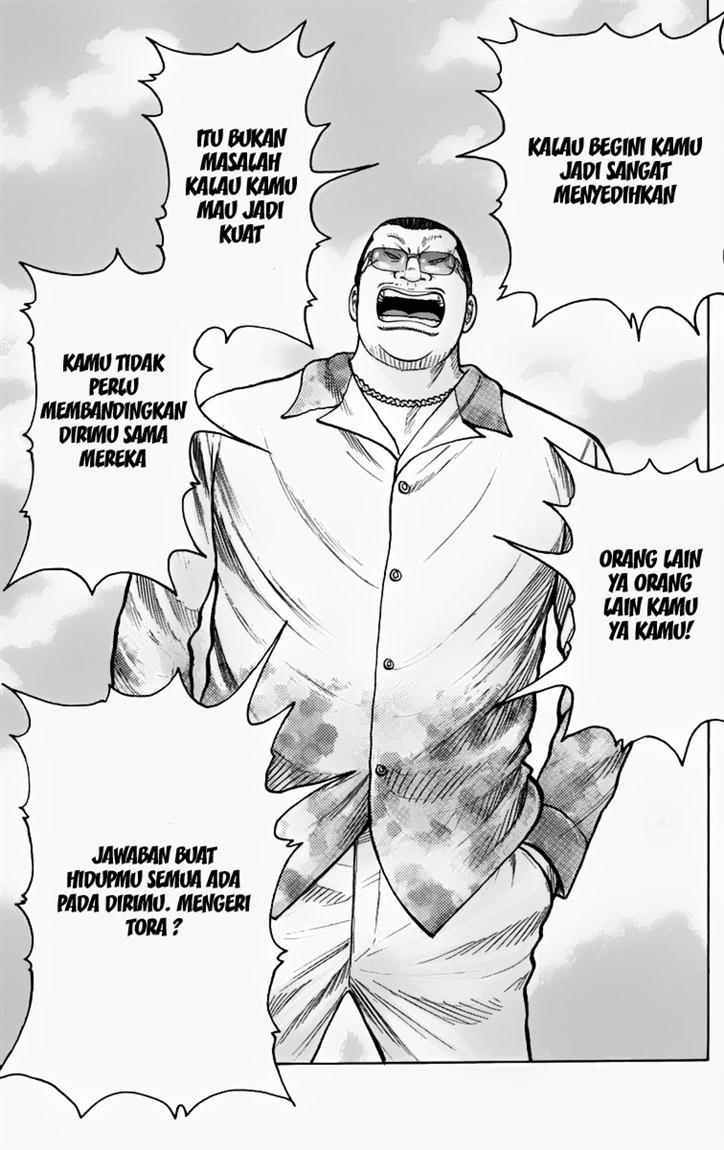 KALAU BEGINI KAMU
JADI SANGAT
MENYEDIHKAN
ITU BUKAN
MASALAH
KALAU KAMU
MAU JADI
KUAT
KAMU TIDAK
PERLU
MEMBANDINGKAN
DIRIMU SAMA
MEREKA
ORANG LAIN
YA ORANG
LAIN KAMU
YA KAMU!
JAWABAN BUAT
HIDUPMU SEMUA ADA
PADA DIRIMU. MENGERI
TORA ?